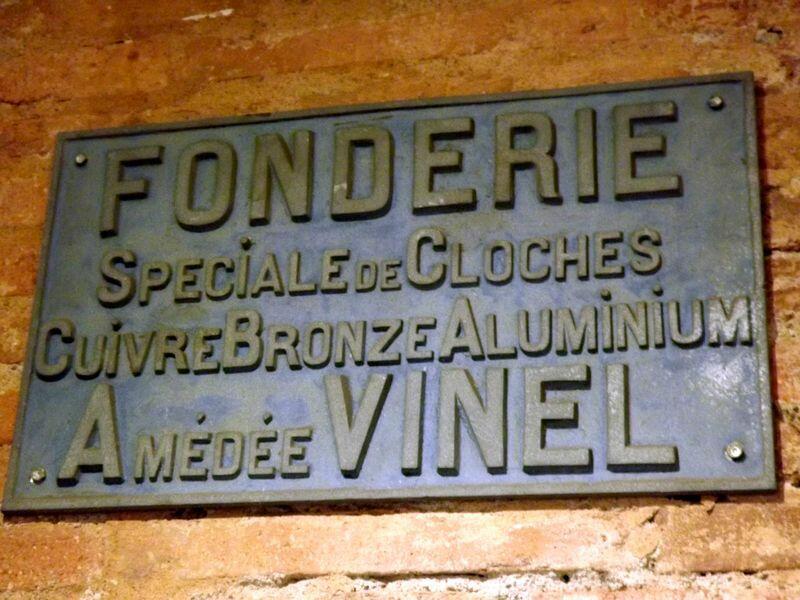 FONDERIE
SPECiALE DE CLOCHES
CUiVRE BRONZE ALUMiNiUM
AMÉDÉE VINEL